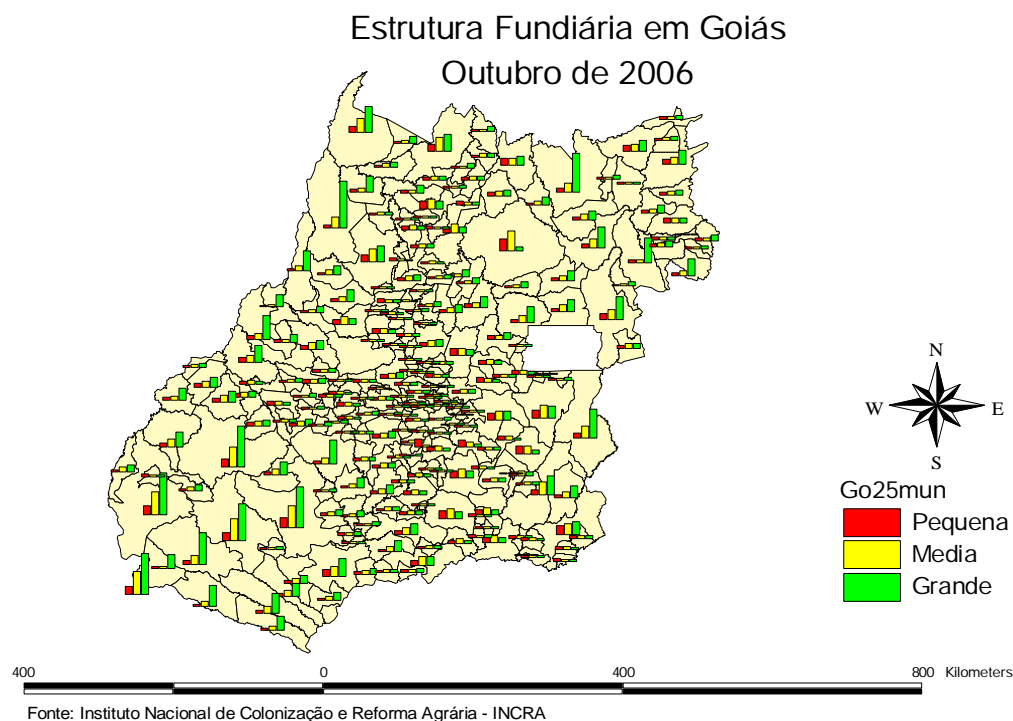 Estrutura Fundiária em Goiás
Outubro de 2006
N
W
E
S
Go25mun
Pequena
Media
Grande
400
0
400
800 Kilometers
Fonte: Instituto Nacional de Colonização e Reforma Agrária - INCRA